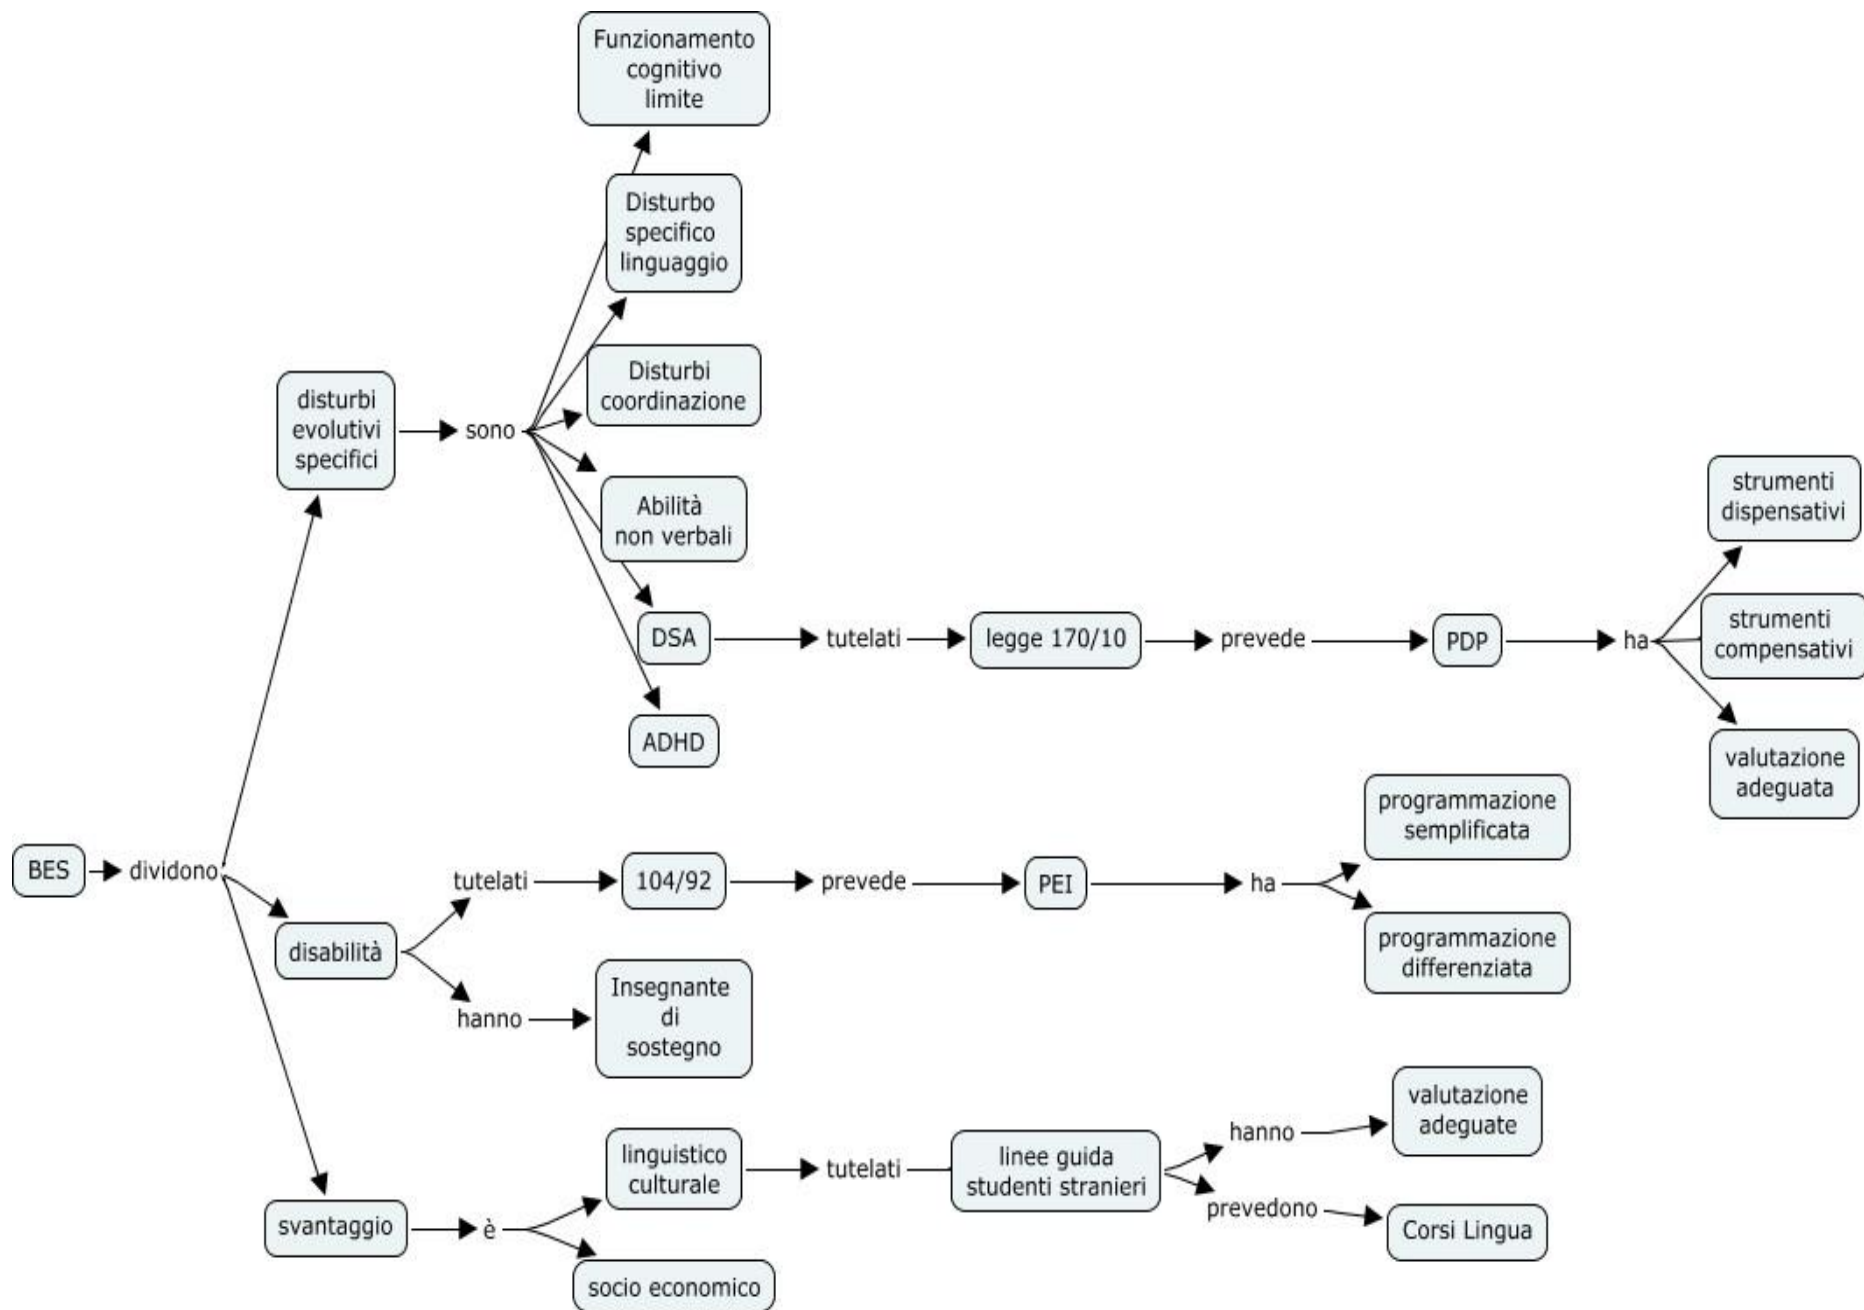 Funzionamento
cognitivo
limite
Disturbo
specifico
linguaggio
Disturbi
coordinazione
disturbi
evolutivi
specifici
sono
Abilità
non verbali
DSA
tutelati
legge 170/10
prevede
PDP
ha
strumenti
dispensativi
strumenti
compensativi
valutazione
adeguata
ADHD
BES
dividono
disabilità
tutelati
104/92
prevede
PEI
ha
programmazione
semplificata
programmazione
differenziata
hanno
Insegnante
di
sostegno
svantaggio
è
linguistico
culturale
tutelati
linee guida
studenti stranieri
hanno
valutazione
adeguate
prevedono
Corsi Lingua
socio economico